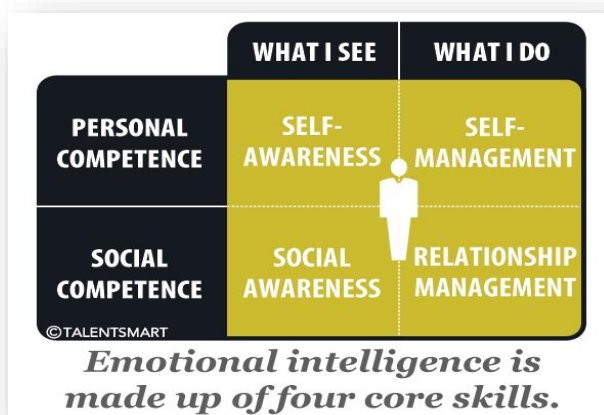 WHAT I SEE
WHAT I DO
PERSONAL
COMPETENCE
SELF-
AWARENESS
SELF-
MANAGEMENT
SOCIAL
COMPETENCE
SOCIAL
AWARENESS
RELATIONSHIP
MANAGEMENT
©TALENTSMART
Emotional intelligence is
made up of four core skills.